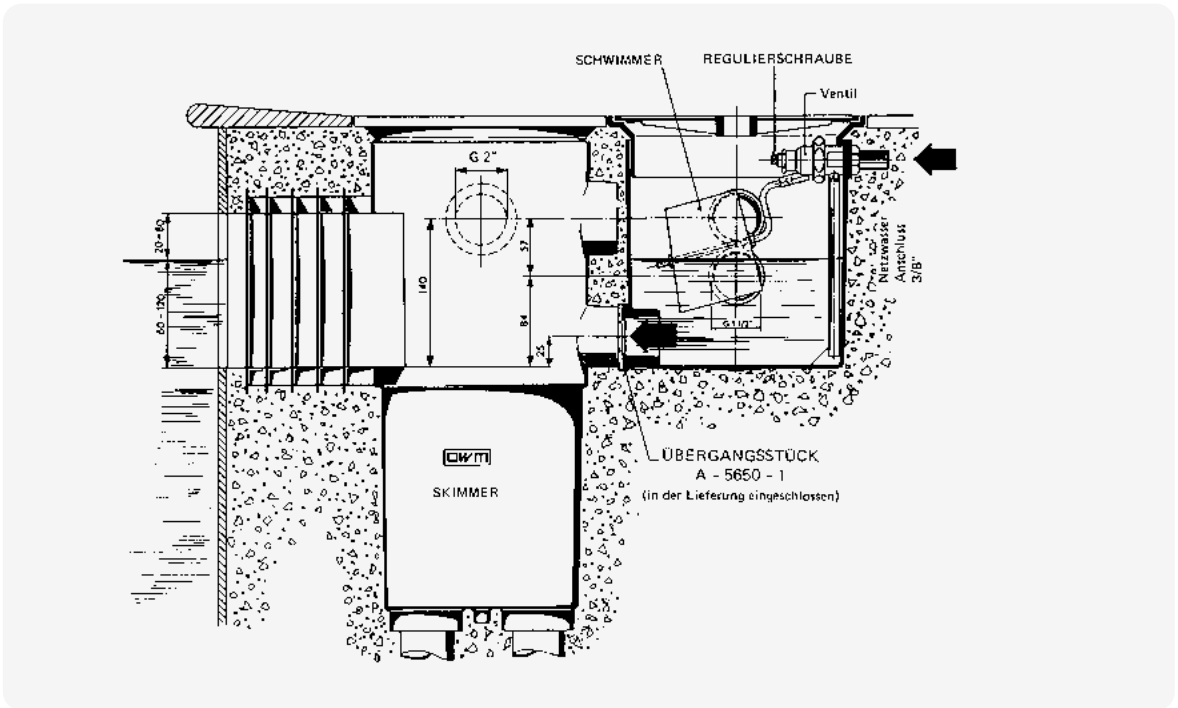 SCHWIMMER
REGULIERSCHRAUBE
Ventil
G 2"
20-80
60-120
140
57
84
25
G 1 1/2"
Netzwasser
Anschluss
3/8"
ÜBERGANGSSTÜCK
A - 5650 - 1
(in der Lieferung eingeschlossen)
OWM
SKIMMER